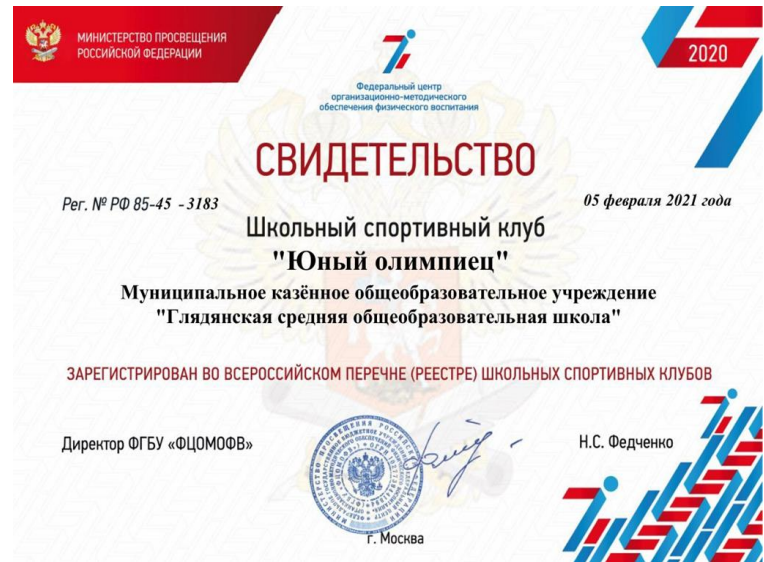 МИНИСТЕРСТВО ПРОСВЕЩЕНИЯ
РОССИЙСКОЙ ФЕДЕРАЦИИ
2020
Федеральный центр
организационно-методического
обеспечения физического воспитания
СВИДЕТЕЛЬСТВО
Рег. № РФ 85-45 - 3183
05 февраля 2021 года
Школьный спортивный клуб
"Юный олимпиец"
Муниципальное казённое общеобразовательное учреждение
"Глядянская средняя общеобразовательная школа"
ЗАРЕГИСТРИРОВАН ВО ВСЕРОССИЙСКОМ ПЕРЕЧНЕ (РЕЕСТРЕ) ШКОЛЬНЫХ СПОРТИВНЫХ КЛУБОВ
Директор ФГБУ «ФЦОМОФВ»
Н.С. Федченко
г. Москва